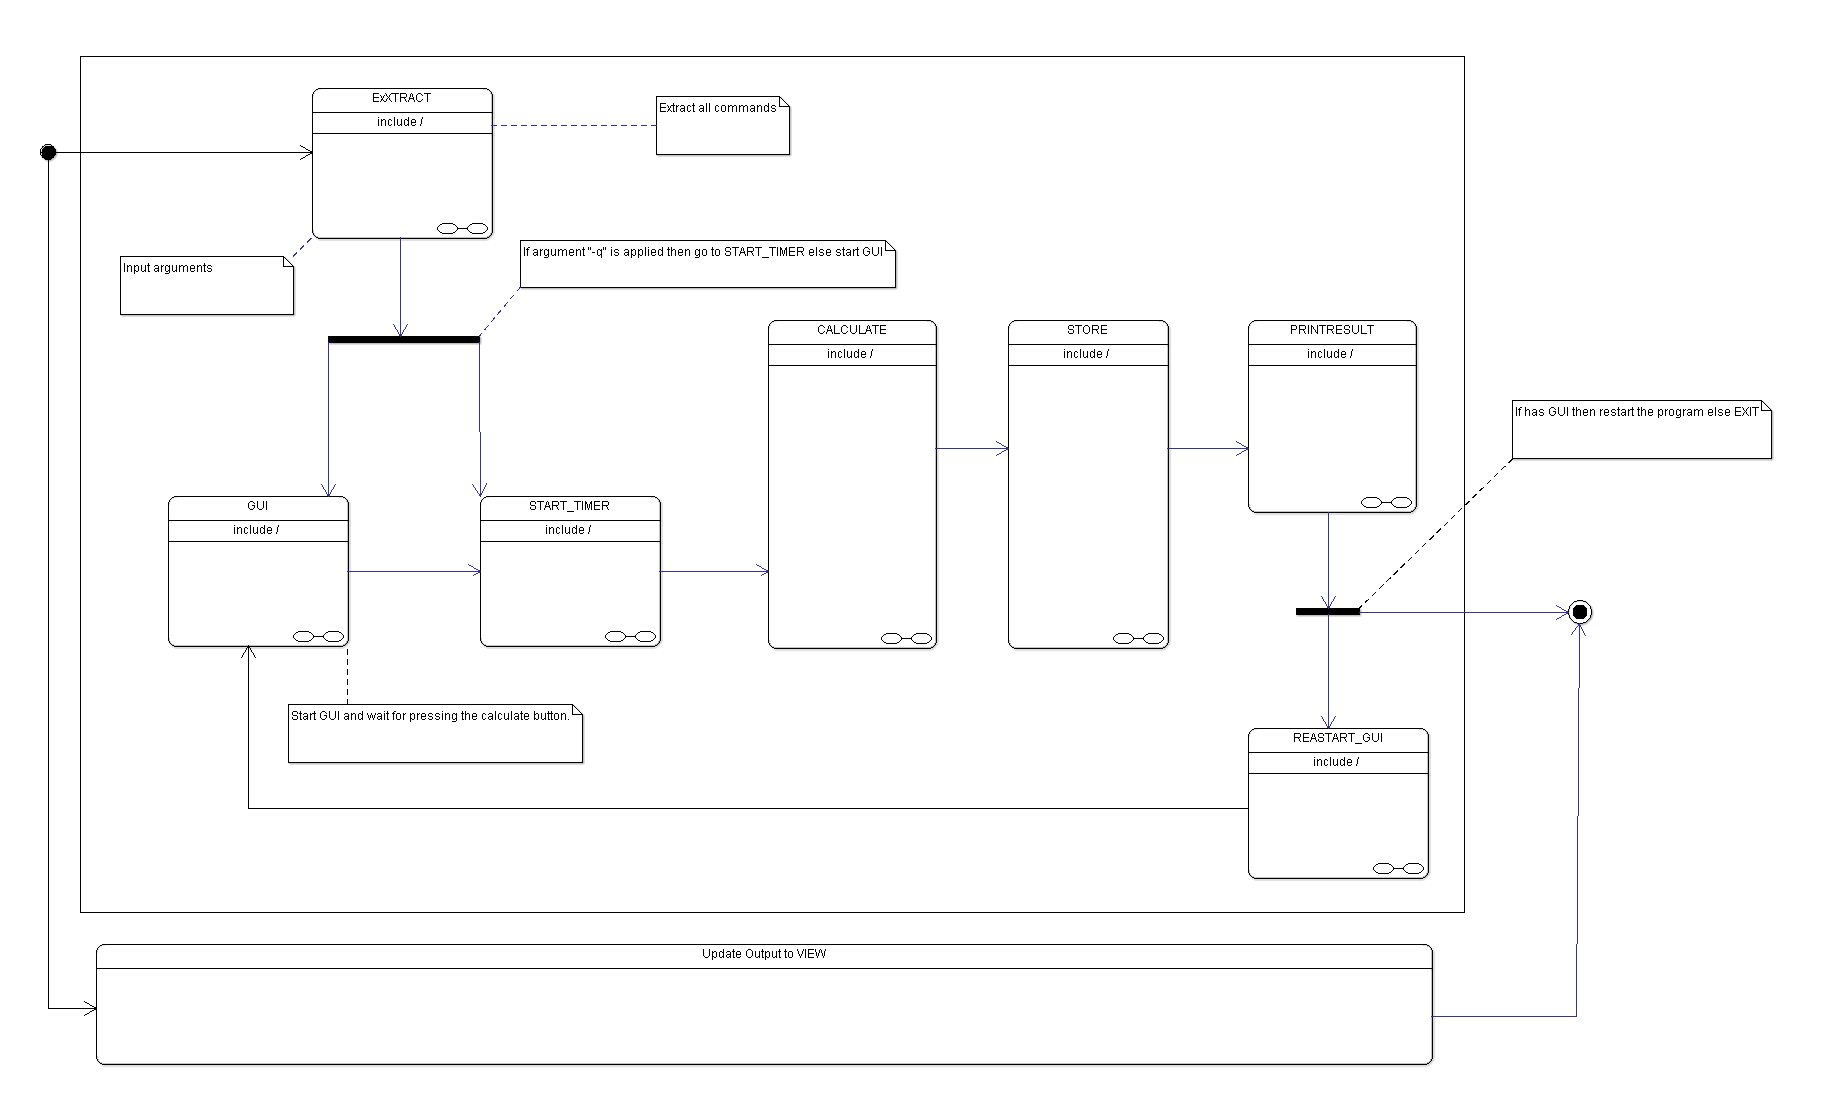 ExXTRACT
include /
Extract all commands
Input arguments
If argument "-q" is applied then go to START_TIMER else start GUI
CALCULATE
include /
STORE
include /
PRINTRESULT
include /
If has GUI then restart the program else EXIT
GUI
include /
START_TIMER
include /
Start GUI and wait for pressing the calculate button.
REASTART_GUI
include /
Update Output to VIEW